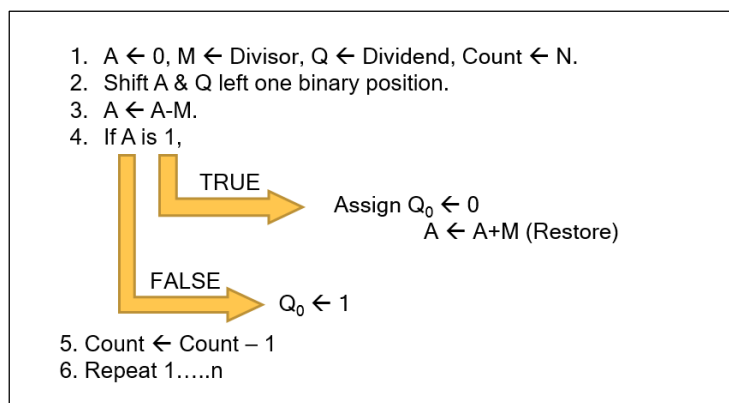 1. A ← 0, M ← Divisor, Q ← Dividend, Count ← N.
2. Shift A & Q left one binary position.
3. A ← A-M.
4. If A is 1,
TRUE
Assign Q₀ ← 0
A ← A+M (Restore)
FALSE
Q₀ ← 1
5. Count ← Count – 1
6. Repeat 1.....n